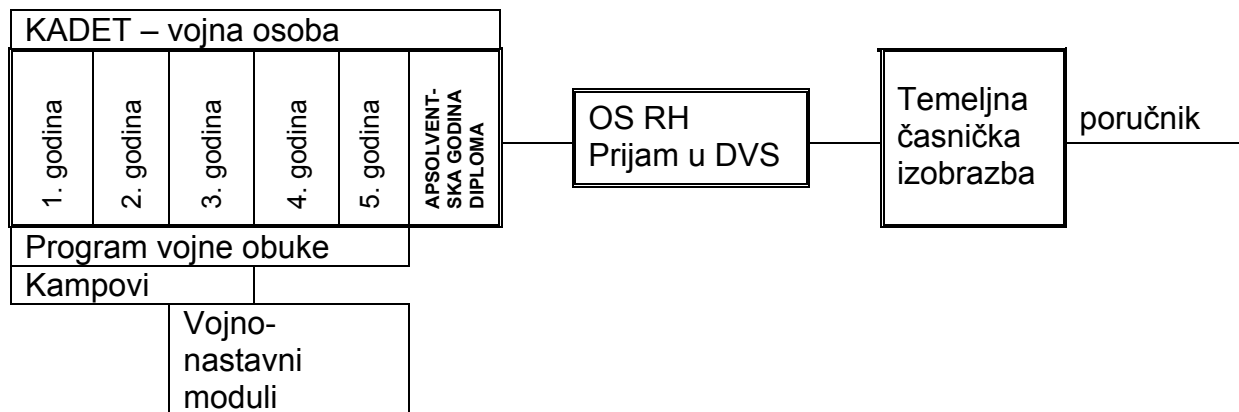 KADET – vojna osoba
1. godina
2. godina
3. godina
4. godina
5. godina
APSOLVENT-
SKA GODINA
DIPLOMA
OS RH
Prijam u DVS
Temeljna
časnička
izobrazba
poručnik
Program vojne obuke
Kampovi
Vojno-
nastavni
moduli